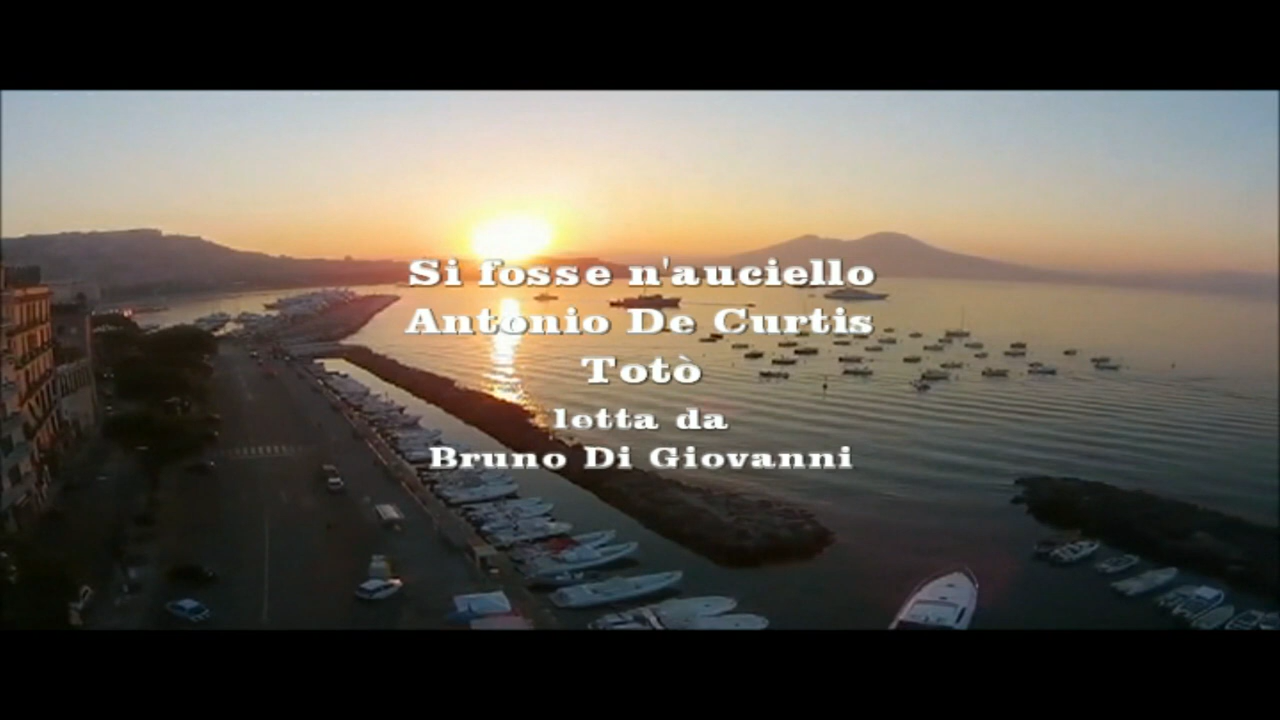 Si fosse n'auciello
Antonio De Curtis
Totò
letta da
Bruno Di Giovanni